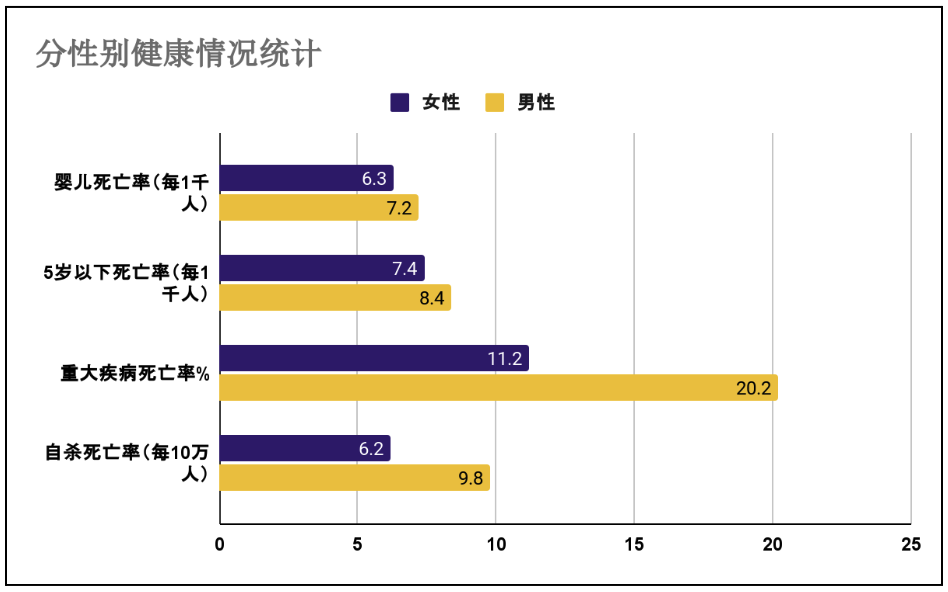 分性别健康情况统计
女性 男性
婴儿死亡率（每1千
人）
6.3
7.2
5岁以下死亡率（每1
千人）
7.4
8.4
重大疾病死亡率%
11.2
20.2
自杀死亡率（每10万
人）
6.2
9.8
0 5 10 15 20 25